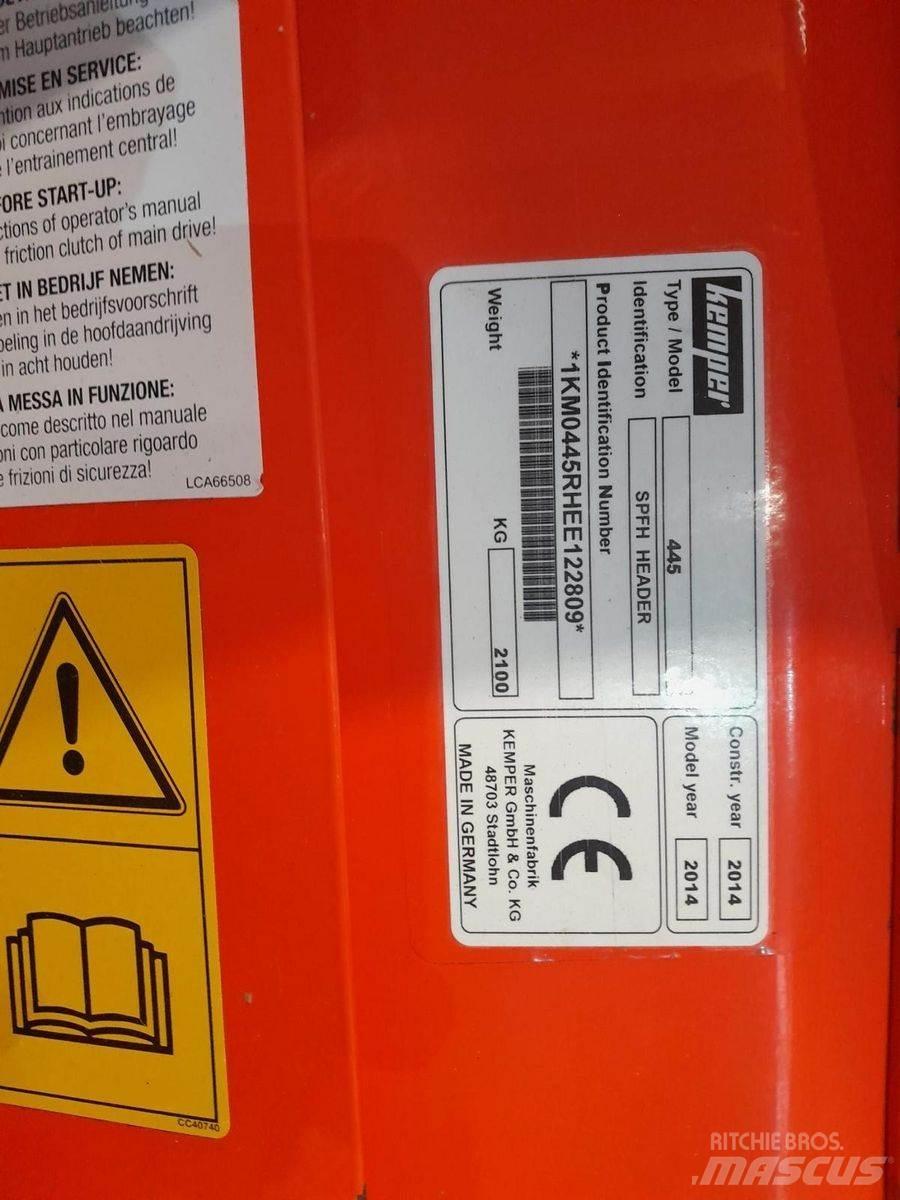 er Betriebsanleitung
m Hauptantrieb beachten!
MISE EN SERVICE:
ntion aux indications de
oi concernant l'embrayage
e l'entrainement central!
FORE START-UP:
ctions of operator's manual
friction clutch of main drive!
ET IN BEDRIJF NEMEN:
en in het bedrijfsvoorschrift
peling in de hoofdaandrijving
in acht houden!
A MESSA IN FUNZIONE:
come descritto nel manuale
oni con particolare rigoardo
e frizioni di sicurezza!
LCA66508
CC40740
kemper
Type / Model 445
Identification SPFH HEADER
Product Identification Number
*1KM0445RHEE122809*
Weight KG 2100
Constr. year 2014
Model year 2014
CE
Maschinenfabrik
KEMPER GmbH & Co. KG
48703 Stadtlohn
MADE IN GERMANY
RITCHIE BROS.
MASCUS